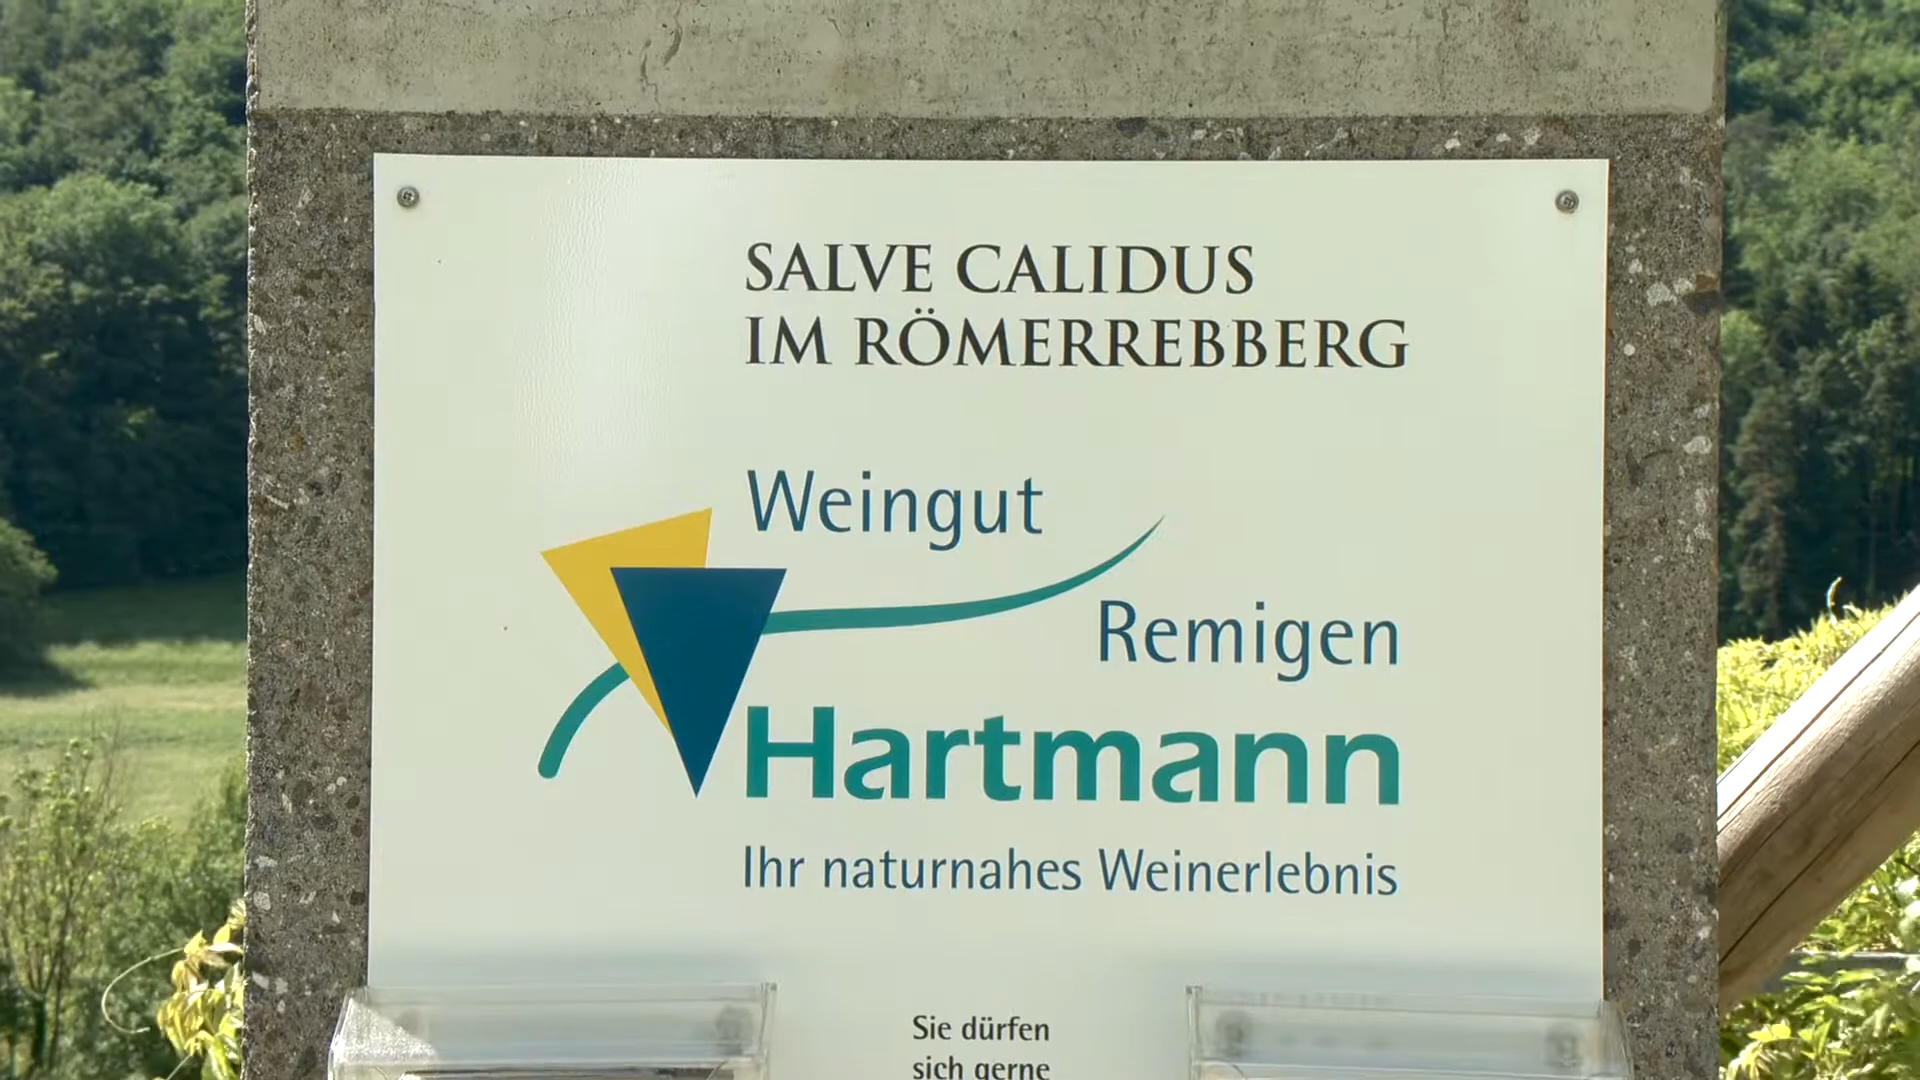 SALVE CALIDUS
IM RÖMERREBBERG
Weingut
Remigen
Hartmann
Ihr naturnahes Weinerlebnis
Sie dürfen
sich gerne